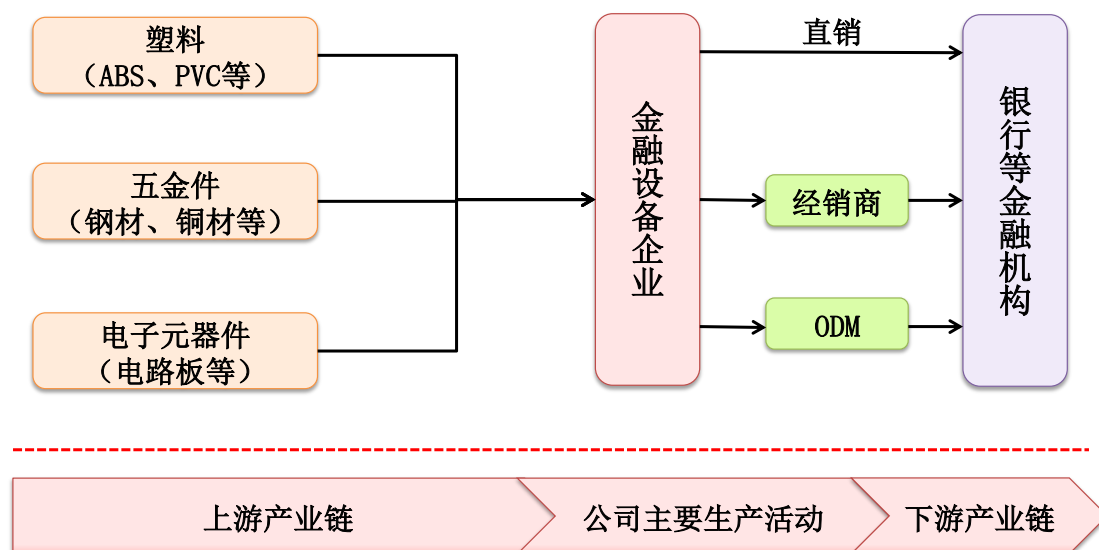 塑料
（ABS、PVC等）
五金件
（钢材、铜材等）
电子元器件
（电路板等）
金融设备企业
直销
经销商
ODM
银行等金融机构
上游产业链
公司主要生产活动
下游产业链